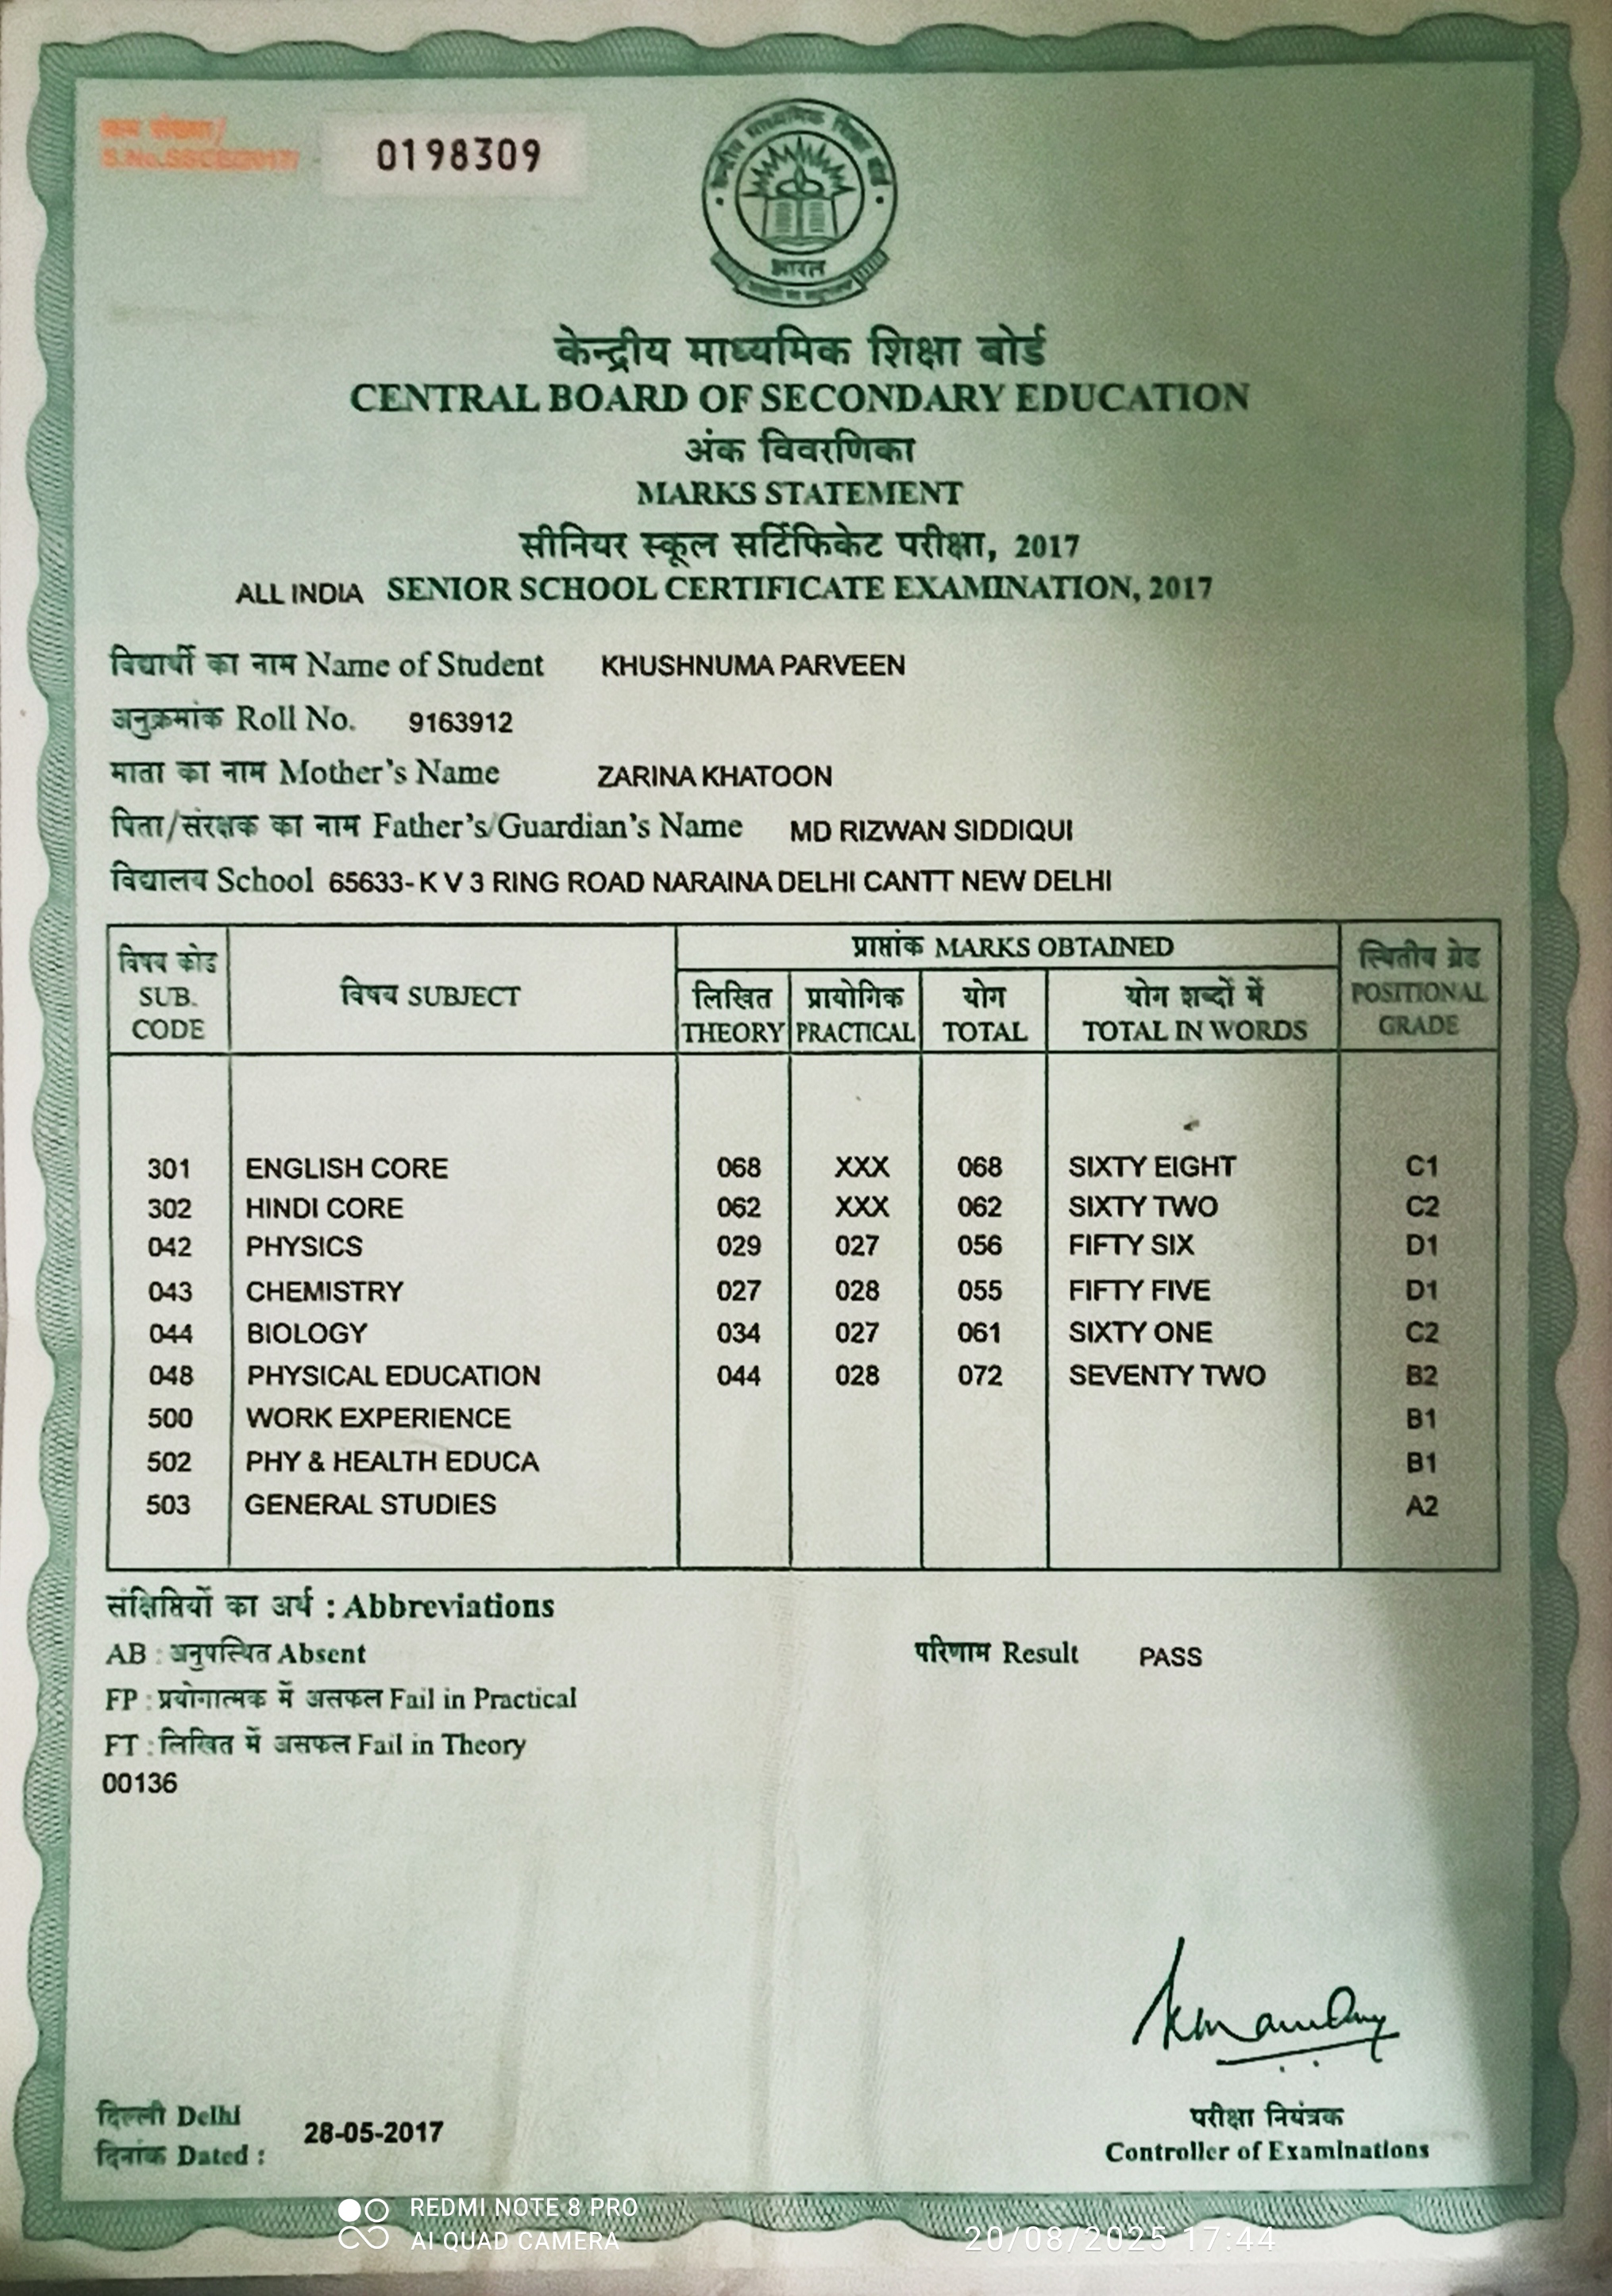 क्रम संख्या/
S.No.SSCE/2017/ 0198309
केन्द्रीय माध्यमिक शिक्षा बोर्ड
भारत
केन्द्रीय माध्यमिक शिक्षा बोर्ड
CENTRAL BOARD OF SECONDARY EDUCATION
अंक विवरणिका
MARKS STATEMENT
सीनियर स्कूल सर्टिफिकेट परीक्षा, 2017
ALL INDIA SENIOR SCHOOL CERTIFICATE EXAMINATION, 2017
विद्यार्थी का नाम Name of Student KHUSHNUMA PARVEEN
अनुक्रमांक Roll No. 9163912
माता का नाम Mother's Name ZARINA KHATOON
पिता/संरक्षक का नाम Father's/Guardian's Name MD RIZWAN SIDDIQUI
विद्यालय School 65633- K V 3 RING ROAD NARAINA DELHI CANTT NEW DELHI
विषय कोड SUB. CODE विषय SUBJECT प्राप्तांक MARKS OBTAINED स्थितीय ग्रेड POSITIONAL GRADE
लिखित THEORY प्रायोगिक PRACTICAL योग TOTAL योग शब्दों में TOTAL IN WORDS
301 ENGLISH CORE 068 XXX 068 SIXTY EIGHT C1
302 HINDI CORE 062 XXX 062 SIXTY TWO C2
042 PHYSICS 029 027 056 FIFTY SIX D1
043 CHEMISTRY 027 028 055 FIFTY FIVE D1
044 BIOLOGY 034 027 061 SIXTY ONE C2
048 PHYSICAL EDUCATION 044 028 072 SEVENTY TWO B2
500 WORK EXPERIENCE B1
502 PHY & HEALTH EDUCA B1
503 GENERAL STUDIES A2
संक्षिप्तियों का अर्थ : Abbreviations
AB : अनुपस्थित Absent परिणाम Result PASS
FP : प्रयोगात्मक में असफल Fail in Practical
FT : लिखित में असफल Fail in Theory
00136
दिल्ली Delhi
दिनांक Dated : 28-05-2017
परीक्षा नियंत्रक
Controller of Examinations
REDMI NOTE 8 PRO
AI QUAD CAMERA
20/08/2025 17:44